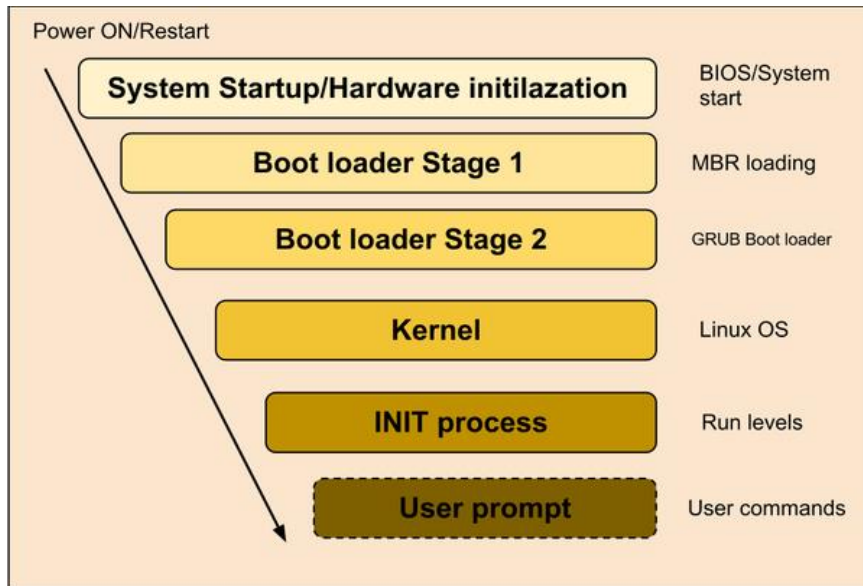 Power ON/Restart
System Startup/Hardware initilazation
BIOS/System
start
Boot loader Stage 1
MBR loading
Boot loader Stage 2
GRUB Boot loader
Kernel
Linux OS
INIT process
Run levels
User prompt
User commands